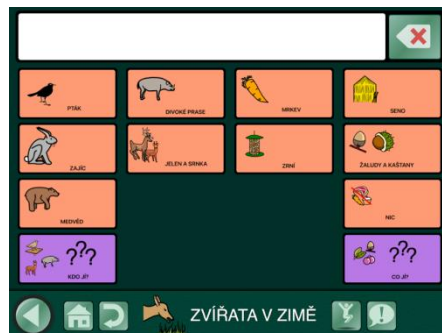 PTÁK
DIVOKÉ PRASE
MRKEV
SENO
ZAJÍC
JELEN A SRNKA
ZRNÍ
ŽALUDY A KAŠTANY
MEDVĚD
NIC
???
KDO JÍ?
???
CO JÍ?
ZVÍŘATA V ZIMĚ